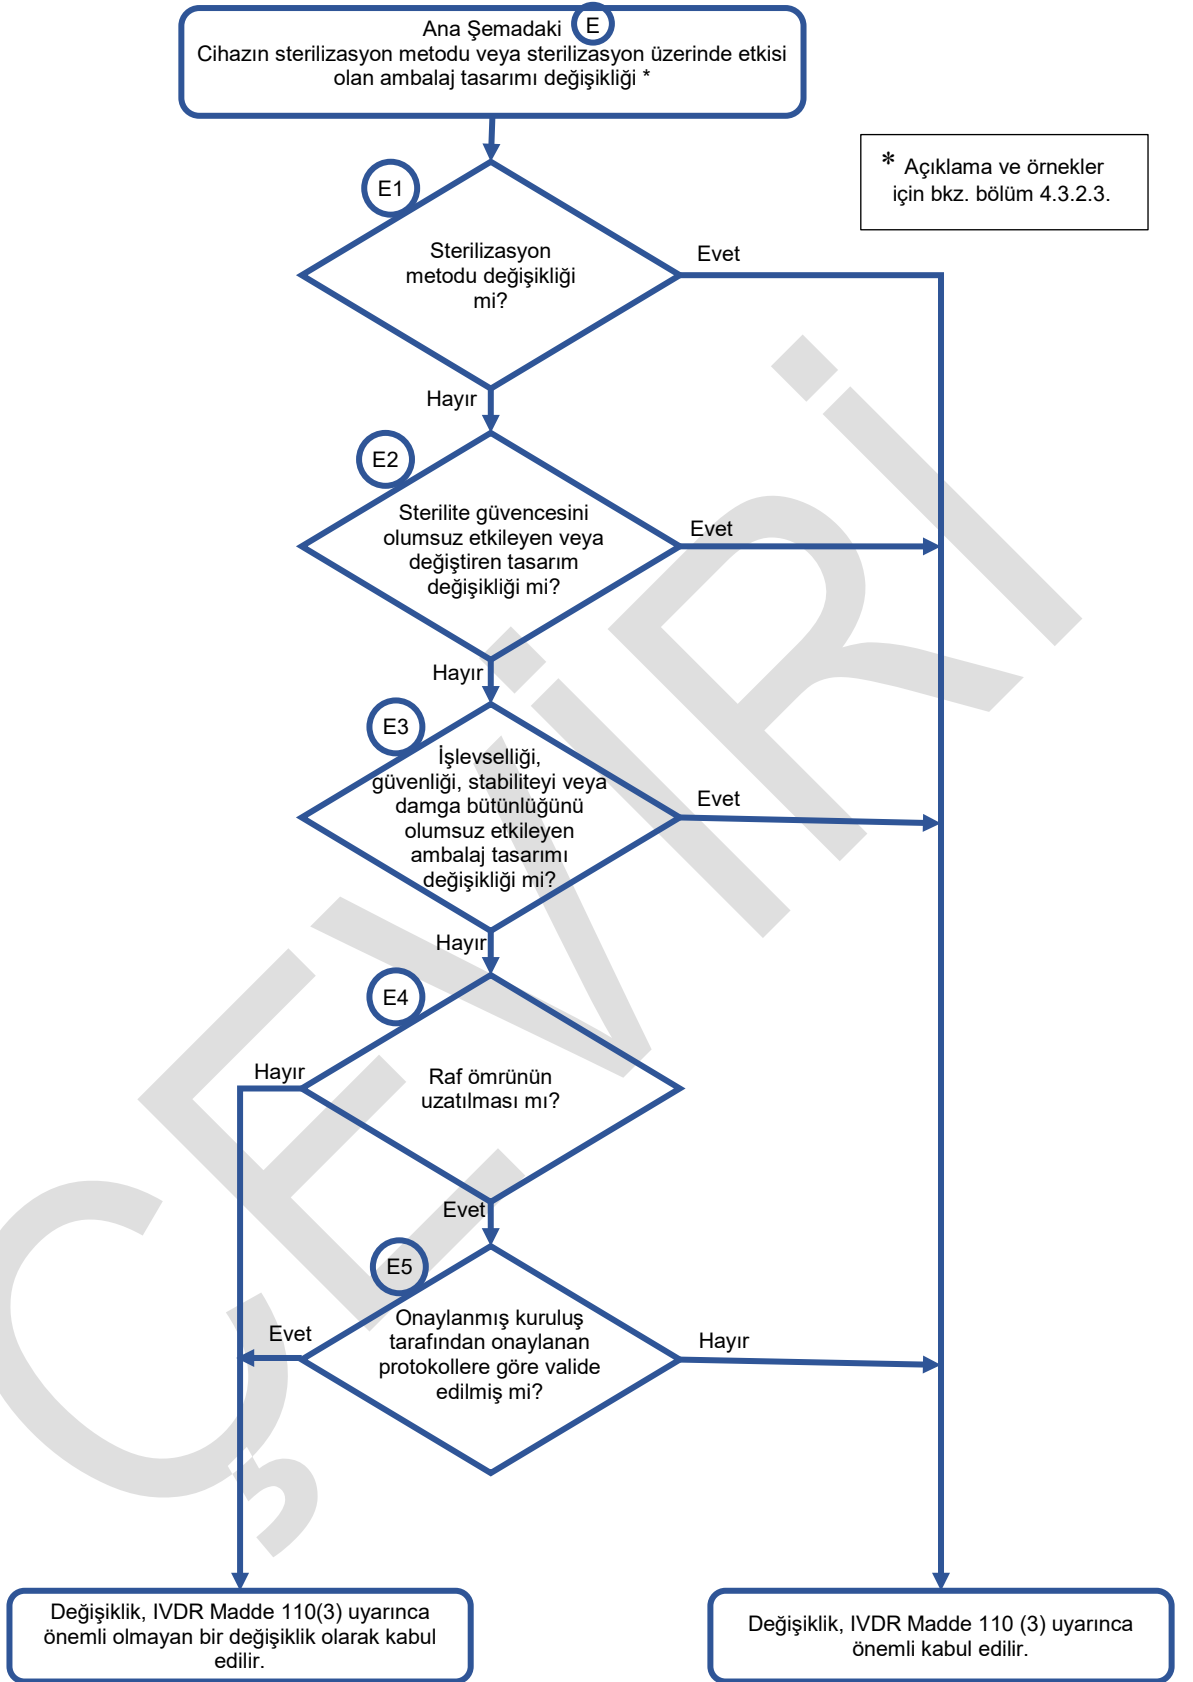 Ana Şemadaki E
Cihazın sterilizasyon metodu veya sterilizasyon üzerinde etkisi
olan ambalaj tasarımı değişikliği *
* Açıklama ve örnekler
için bkz. bölüm 4.3.2.3.
E1
Sterilizasyon
metodu değişikliği
mi?
Evet
Hayır
E2
Sterilite güvencesini
olumsuz etkileyen veya
değiştiren tasarım
değişikliği mi?
Evet
Hayır
E3
İşlevselliği,
güvenliği, stabiliteyi veya
damga bütünlüğünü
olumsuz etkileyen
ambalaj tasarımı
değişikliği mi?
Evet
Hayır
E4
Raf ömrünün
uzatılması mı?
Hayır
Evet
E5
Onaylanmış kuruluş
tarafından onaylanan
protokollere göre valide
edilmiş mi?
Evet
Hayır
Değişiklik, IVDR Madde 110(3) uyarınca
önemli olmayan bir değişiklik olarak kabul
edilir.
Değişiklik, IVDR Madde 110 (3) uyarınca
önemli kabul edilir.
ÇEVİRİ